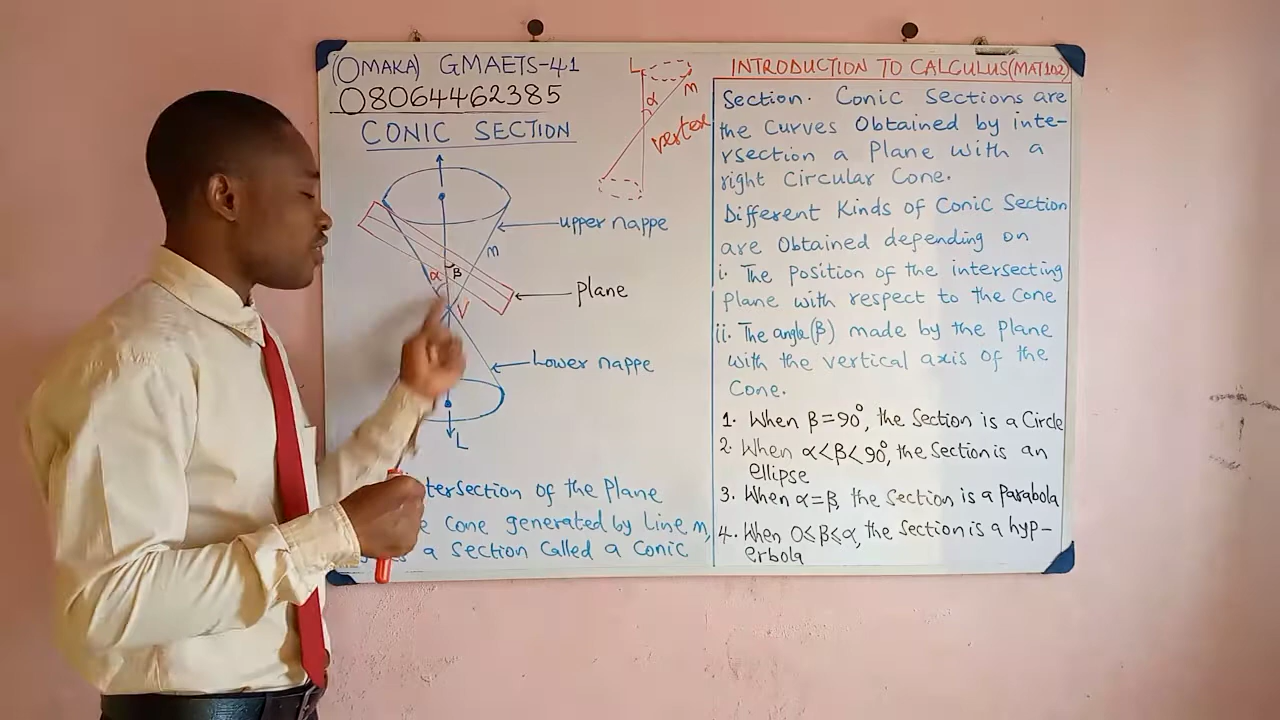 (OMAKA) GMAETS-41
08064462385
CONIC SECTION
upper nappe
m
α
β
plane
V
Lower nappe
L
tersection of the Plane
e Cone generated by Line m,
a Section Called a Conic
L
m
α
vertex
INTRODUCTION TO CALCULUS (MAT102)
Section. Conic Sections are
the Curves Obtained by inte-
rsection a Plane with a
right Circular Cone.
Different Kinds of Conic Section
are Obtained depending on
i. The position of the intersecting
plane with respect to the Cone
ii. The angle(β) made by the Plane
with the vertical axis of the
Cone.
1. When β=90°, the Section is a Circle
2. When α<β<90°, the Section is an
ellipse
3. When α=β, the Section is a Parabola
4. When 0≤β≤α, the Section is a hyp-
erbola